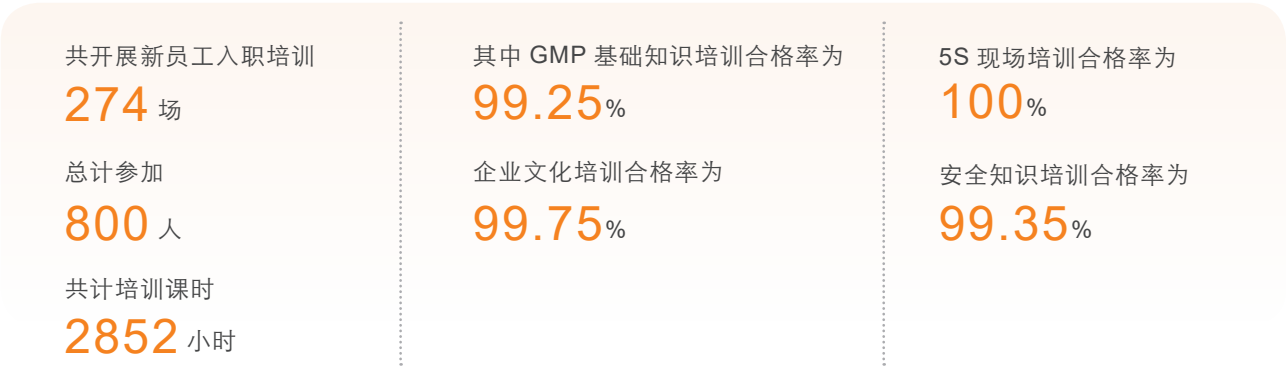 共开展新员工入职培训
274 场
总计参加
800 人
共计培训课时
2852 小时
其中 GMP 基础知识培训合格率为
99.25%
企业文化培训合格率为
99.75%
5S 现场培训合格率为
100%
安全知识培训合格率为
99.35%